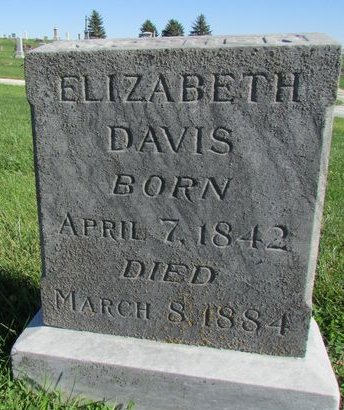 ELIZABETH
DAVIS
BORN
APRIL 7, 1842
DIED
MARCH 8, 1884